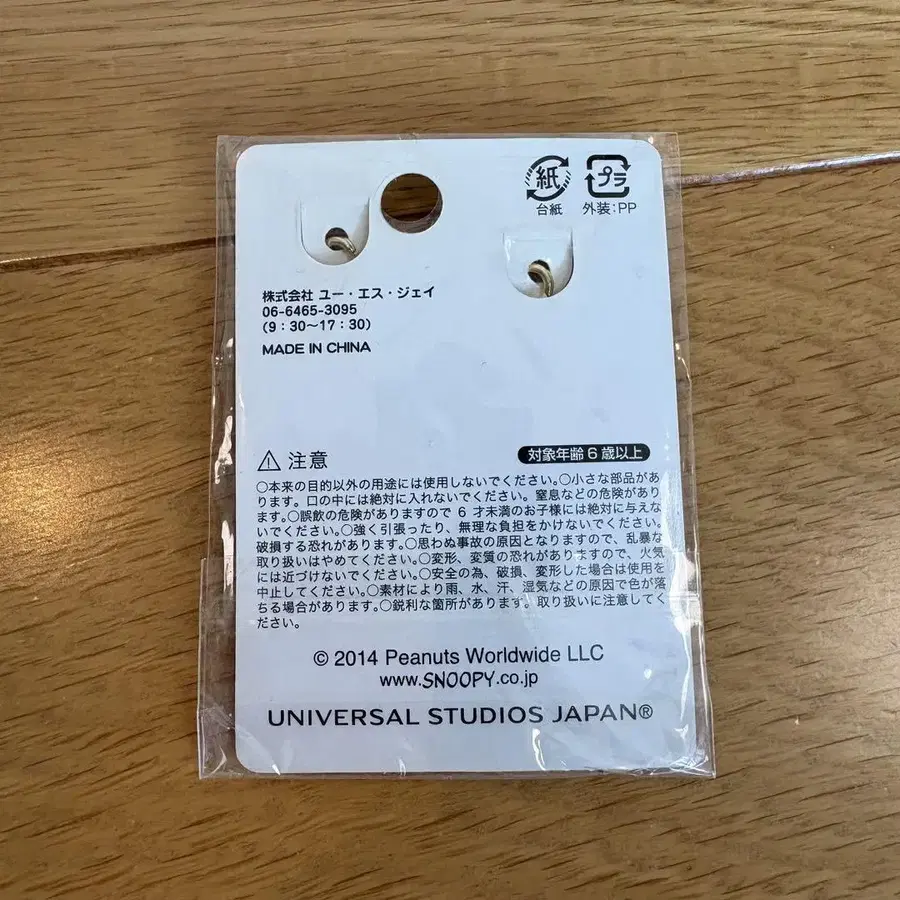 紙
プラ
台紙 外装:PP
株式会社 ユー・エス・ジェイ
06-6465-3095
(9:30〜17:30)
MADE IN CHINA
注意
対象年齢6歳以上
○本来の目的以外の用途には使用しないでください。○小さな部品があ
ります。口の中には絶対に入れないでください。窒息などの危険があり
ます。○誤飲の危険がありますので 6 才未満のお子様には絶対に与えな
いでください。○強く引張ったり、無理な負担をかけないでください。
破損する恐れがあります。○思わぬ事故の原因となりますので、乱暴な
取り扱いはやめてください。○変形、変質の恐れがありますので、火気
には近づけないでください。○安全の為、破損、変形した場合は使用を
中止してください。○素材により雨、水、汗、湿気などの原因で色が落
ちる場合があります。○鋭利な箇所があります。取り扱いに注意してく
ださい。
© 2014 Peanuts Worldwide LLC
www.SNOOPY.co.jp
UNIVERSAL STUDIOS JAPAN®